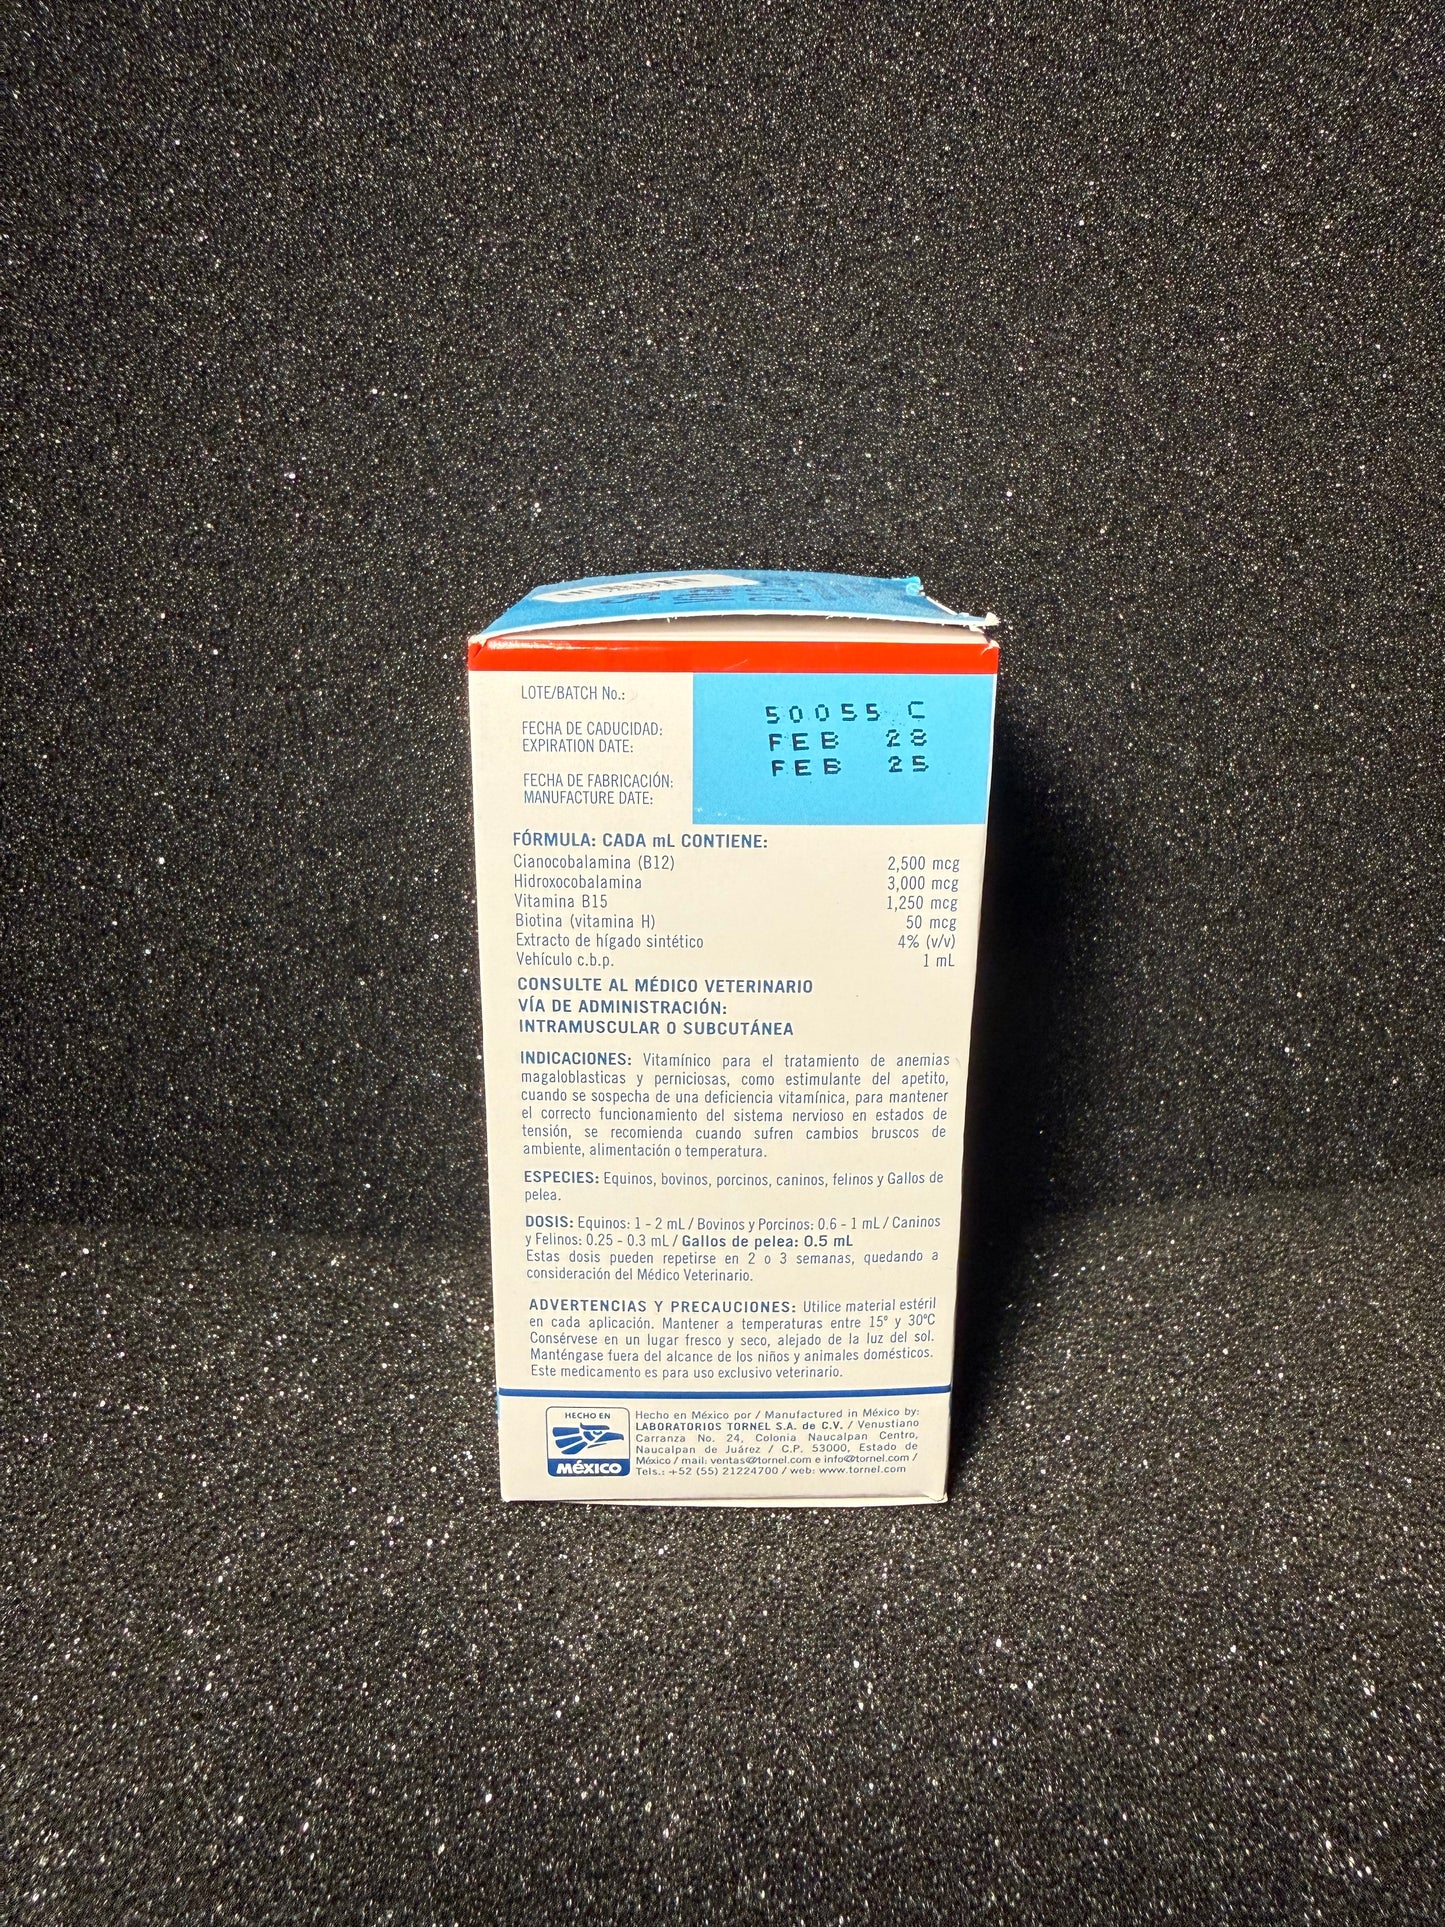 LOTE/BATCH No.: 50055 C
FECHA DE CADUCIDAD: FEB 28
EXPIRATION DATE:
FECHA DE FABRICACIÓN: FEB 25
MANUFACTURE DATE:
FÓRMULA: CADA mL CONTIENE:
Cianocobalamina (B12) 2,500 mcg
Hidroxocobalamina 3,000 mcg
Vitamina B15 1,250 mcg
Biotina (vitamina H) 50 mcg
Extracto de hígado sintético 4% (v/v)
Vehículo c.b.p. 1 mL
CONSULTE AL MÉDICO VETERINARIO
VÍA DE ADMINISTRACIÓN:
INTRAMUSCULAR O SUBCUTÁNEA
INDICACIONES: Vitamínico para el tratamiento de anemias
magaloblasticas y perniciosas, como estimulante del apetito,
cuando se sospecha de una deficiencia vitamínica, para mantener
el correcto funcionamiento del sistema nervioso en estados de
tensión, se recomienda cuando sufren cambios bruscos de
ambiente, alimentación o temperatura.
ESPECIES: Equinos, bovinos, porcinos, caninos, felinos y Gallos de
pelea.
DOSIS: Equinos: 1 - 2 mL / Bovinos y Porcinos: 0.6 - 1 mL / Caninos
y Felinos: 0.25 - 0.3 mL / Gallos de pelea: 0.5 mL
Estas dosis pueden repetirse en 2 o 3 semanas, quedando a
consideración del Médico Veterinario.
ADVERTENCIAS Y PRECAUCIONES: Utilice material estéril
en cada aplicación. Mantener a temperaturas entre 15° y 30°C
Consérvese en un lugar fresco y seco, alejado de la luz del sol.
Manténgase fuera del alcance de los niños y animales domésticos.
Este medicamento es para uso exclusivo veterinario.
HECHO EN
MÉXICO
Hecho en México por / Manufactured in México by:
LABORATORIOS TORNEL S.A. de C.V. / Venustiano
Carranza No. 24, Colonia Naucalpan Centro,
Naucalpan de Juárez / C.P. 53000, Estado de
México / mail: ventas@tornel.com e info@tornel.com /
Tels.: +52 (55) 21224700 / web: www.tornel.com